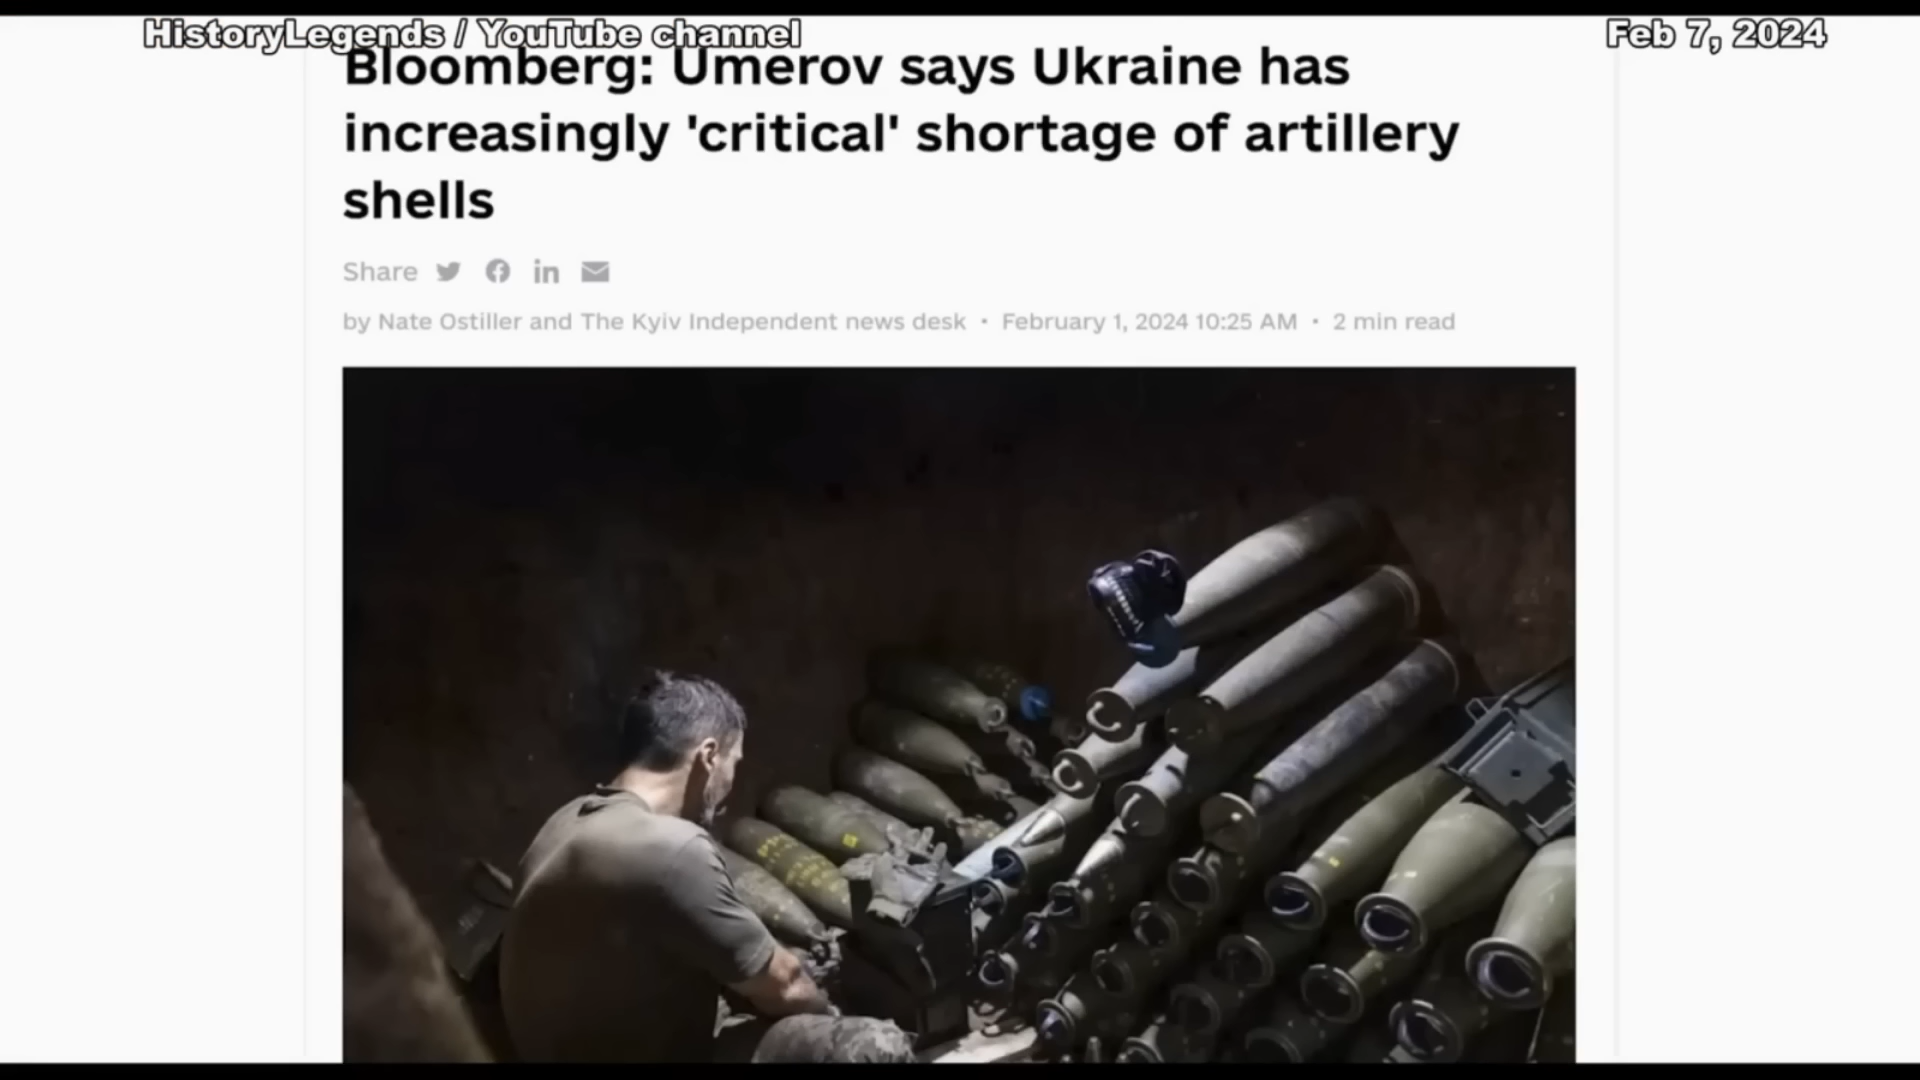 HistoryLegends / YouTube channel
Feb 7, 2024
Bloomberg: Umerov says Ukraine has
increasingly 'critical' shortage of artillery
shells
Share
by Nate Ostiller and The Kyiv Independent news desk • February 1, 2024 10:25 AM • 2 min read